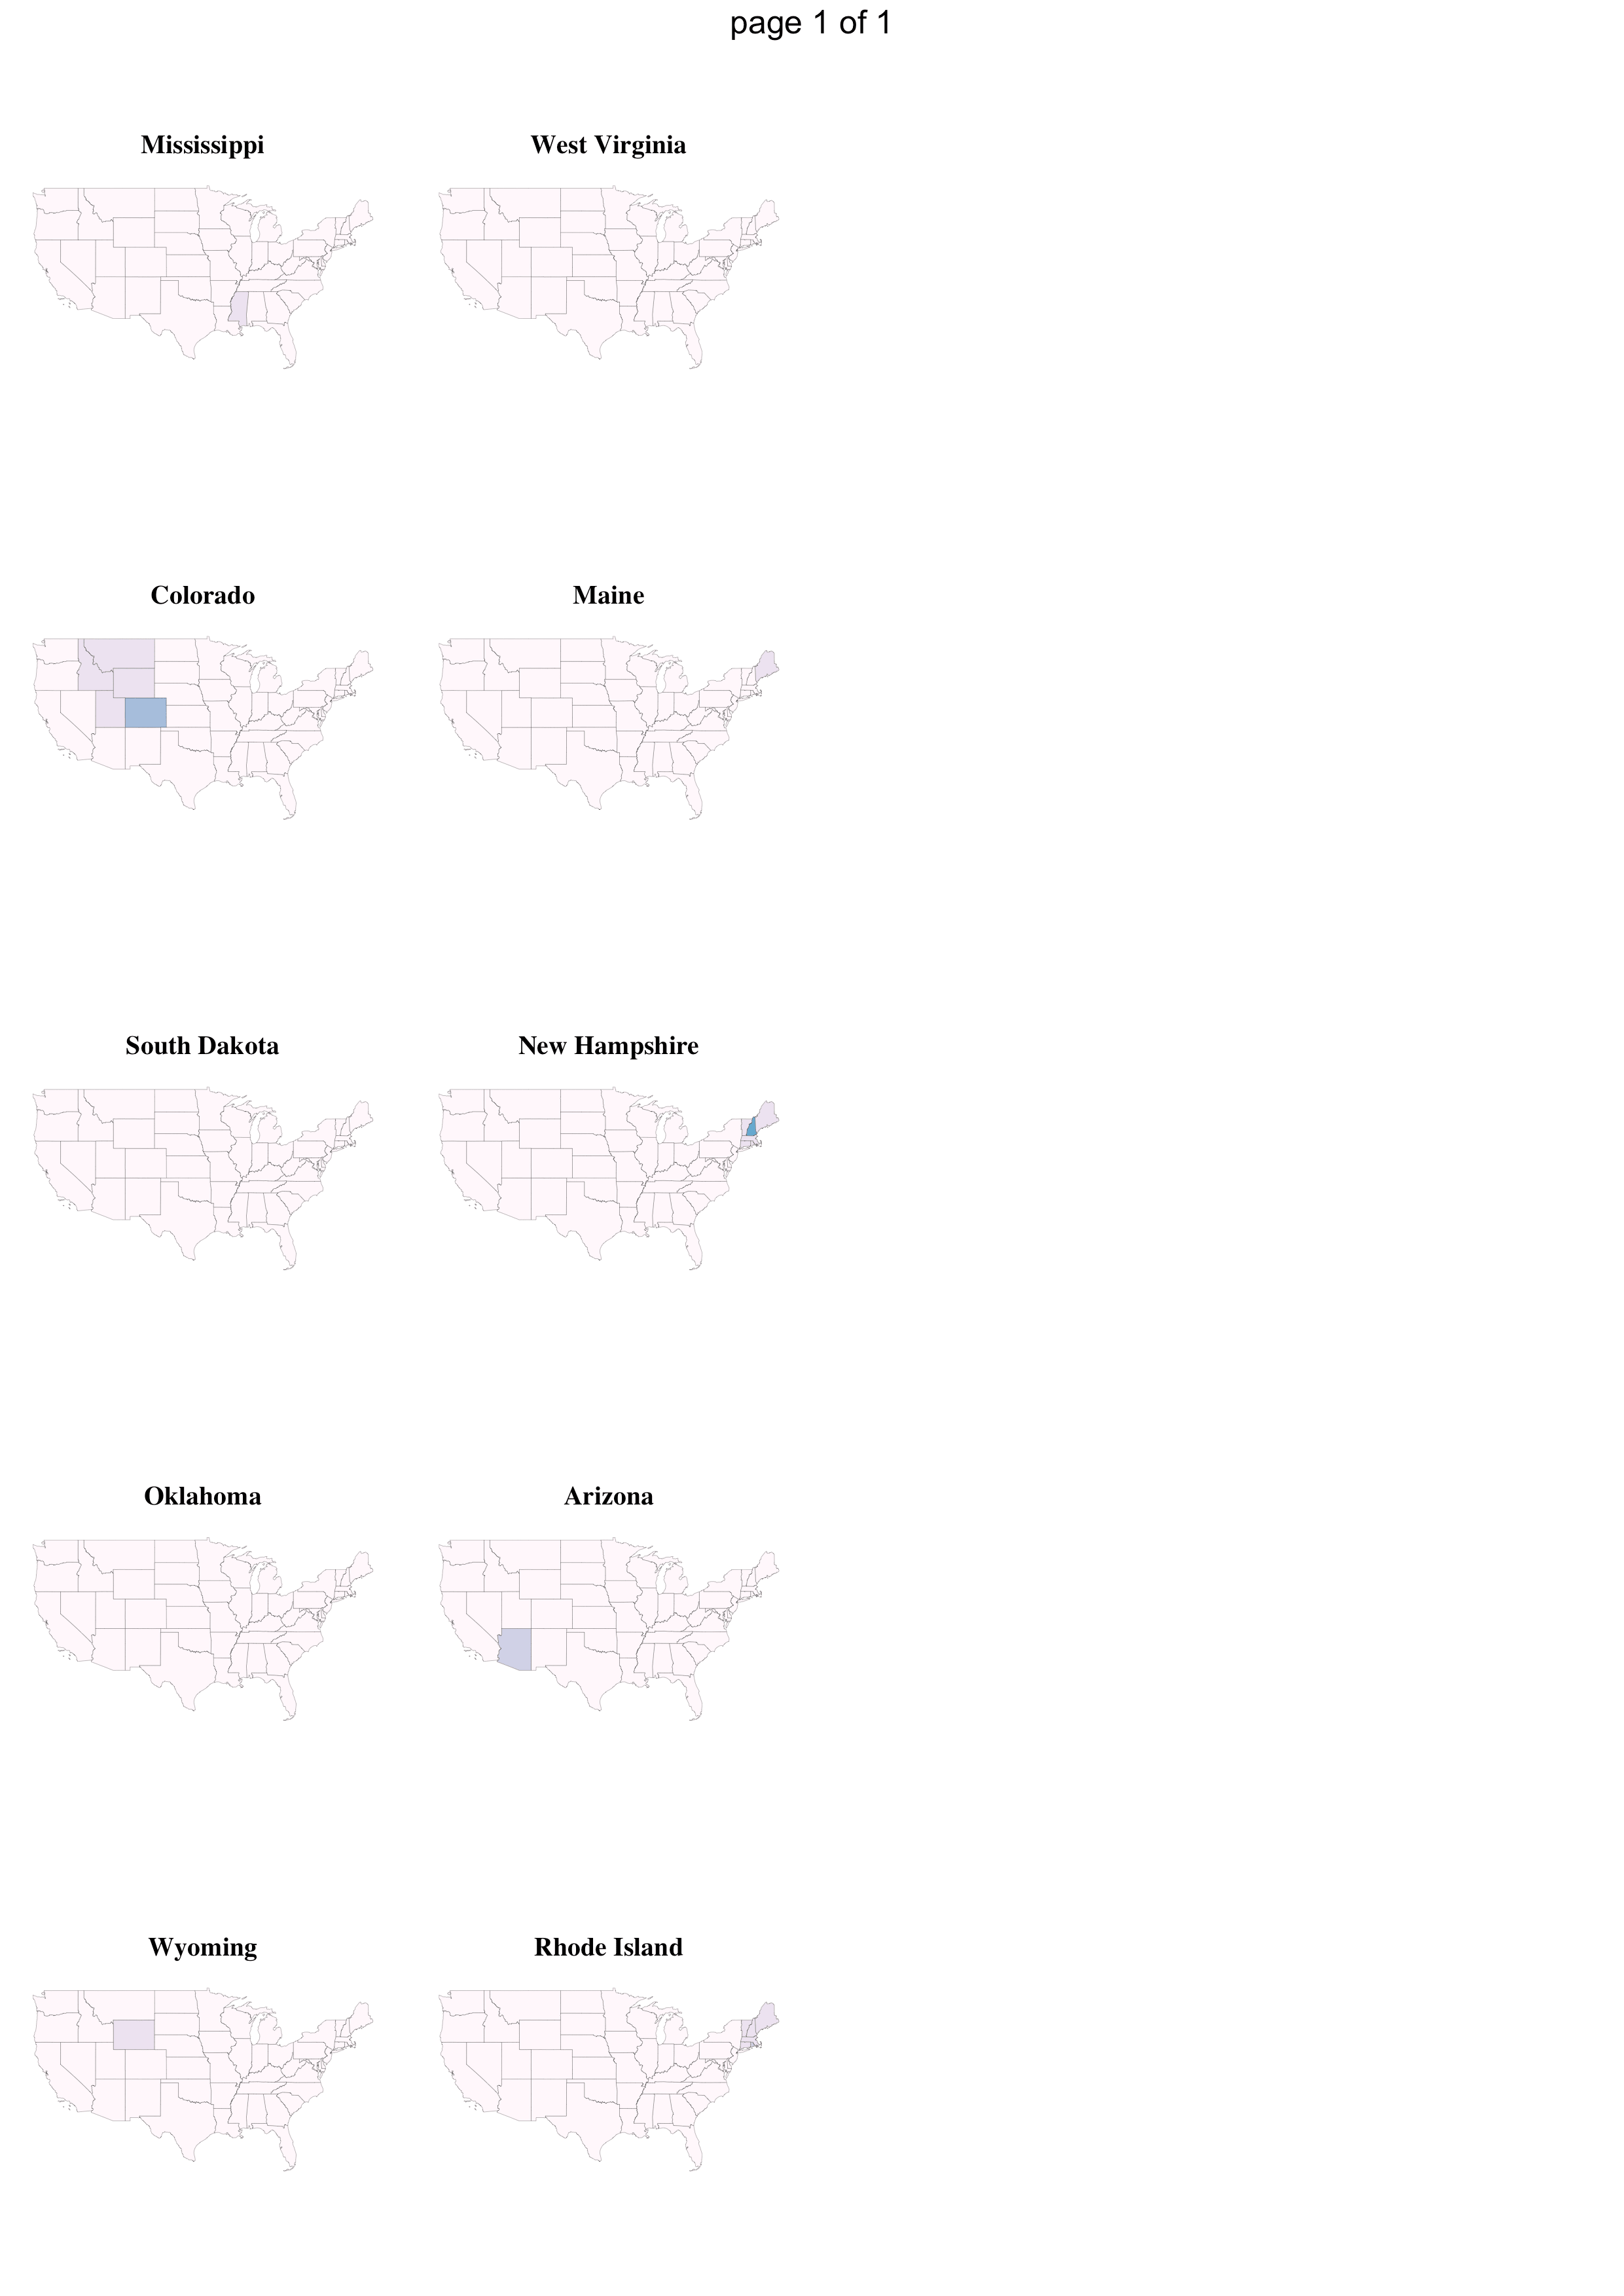 page 1 of 1
Mississippi
West Virginia
Colorado
Maine
South Dakota
New Hampshire
Oklahoma
Arizona
Wyoming
Rhode Island